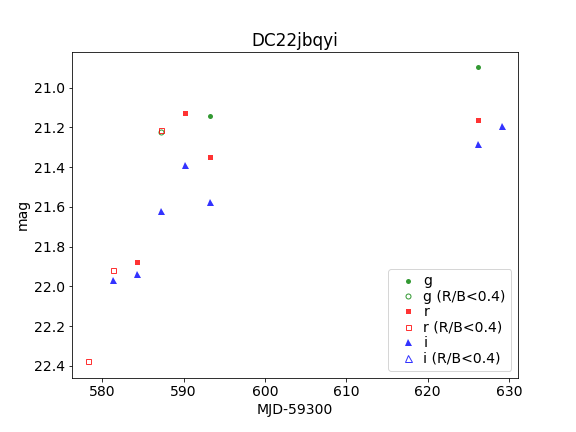 DC22jbqyi
21.0
21.2
21.4
21.6
21.8
22.0
22.2
22.4
mag
g
g (R/B<0.4)
r
r (R/B<0.4)
i
i (R/B<0.4)
580 590 600 610 620 630
MJD-59300